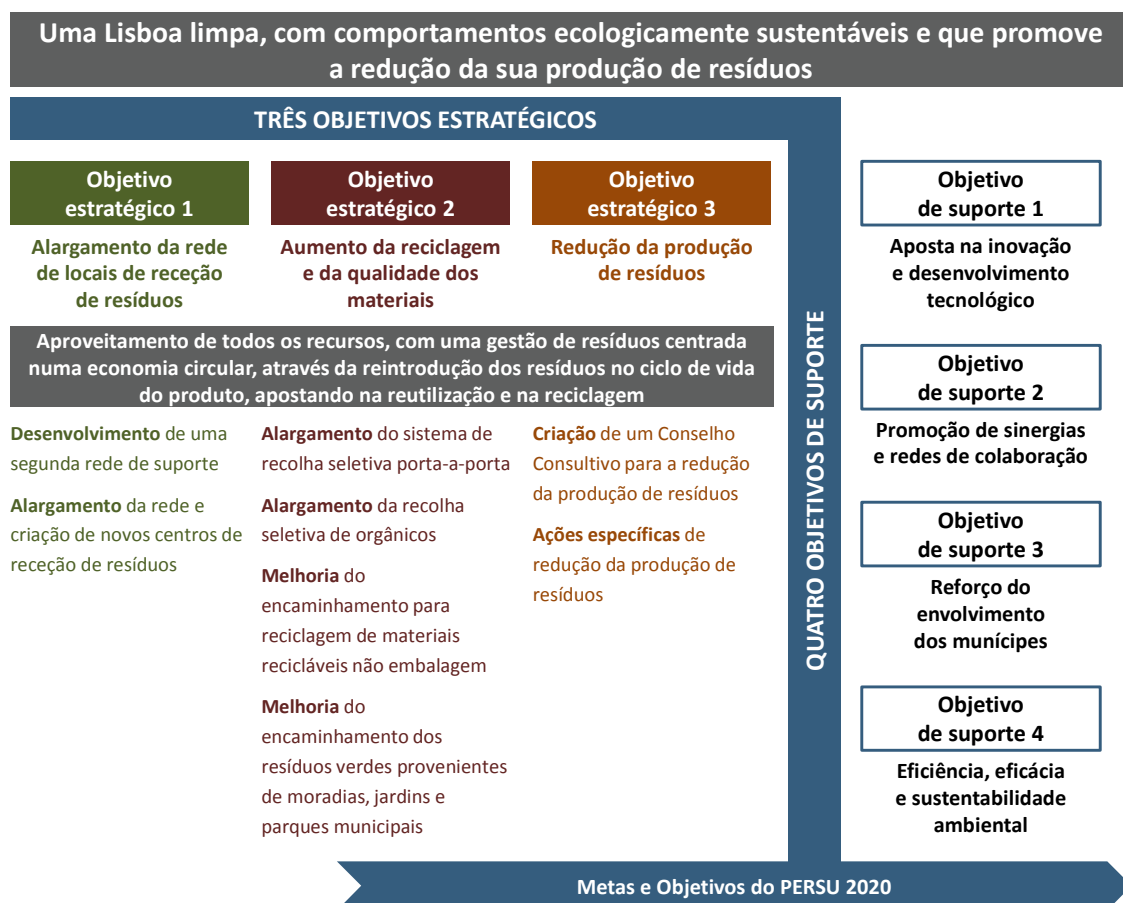 Uma Lisboa limpa, com comportamentos ecologicamente sustentáveis e que promove
a redução da sua produção de resíduos
TRÊS OBJETIVOS ESTRATÉGICOS
Objetivo
estratégico 1
Alargamento da rede
de locais de receção
de resíduos
Objetivo
estratégico 2
Aumento da reciclagem
e da qualidade dos
materiais
Objetivo
estratégico 3
Redução da produção
de resíduos
Aproveitamento de todos os recursos, com uma gestão de resíduos centrada
numa economia circular, através da reintrodução dos resíduos no ciclo de vida
do produto, apostando na reutilização e na reciclagem
Desenvolvimento de uma
segunda rede de suporte
Alargamento da rede e
criação de novos centros de
receção de resíduos
Alargamento do sistema de
recolha seletiva porta-a-porta
Alargamento da recolha
seletiva de orgânicos
Melhoria do
encaminhamento para
reciclagem de materiais
recicláveis não embalagem
Melhoria do
encaminhamento dos
resíduos verdes provenientes
de moradias, jardins e
parques municipais
Criação de um Conselho
Consultivo para a redução
da produção de resíduos
Ações específicas de
redução da produção de
resíduos
QUATRO OBJETIVOS DE SUPORTE
Objetivo
de suporte 1
Aposta na inovação
e desenvolvimento
tecnológico
Objetivo
de suporte 2
Promoção de sinergias
e redes de colaboração
Objetivo
de suporte 3
Reforço do
envolvimento
dos munícipes
Objetivo
de suporte 4
Eficiência, eficácia
e sustentabilidade
ambiental
Metas e Objetivos do PERSU 2020